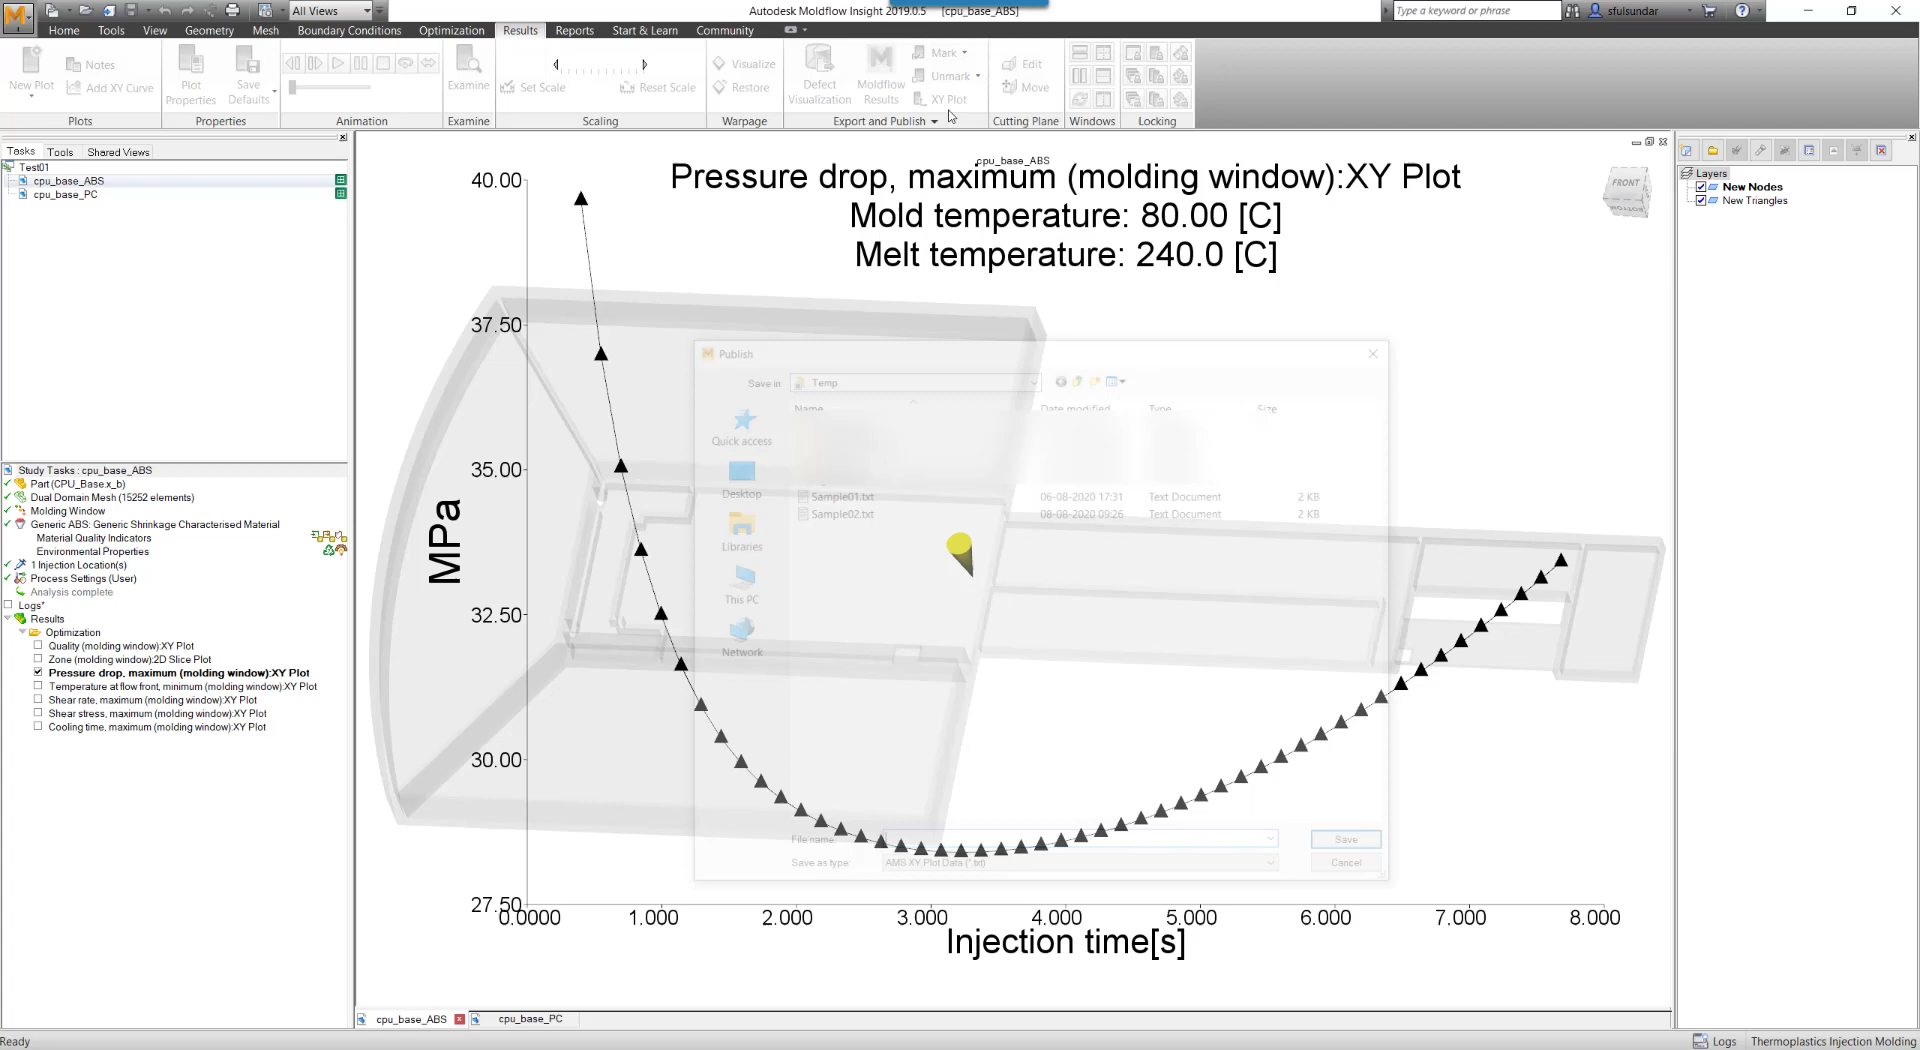 All Views
Autodesk Moldflow Insight 2019.0.5 [cpu_base_ABS]
Type a keyword or phrase
sfulsundar
Home Tools View Geometry Mesh Boundary Conditions Optimization Results Reports Start & Learn Community
New Plot
Notes
Add XY Curve
Plots
Plot Properties
Save Defaults
Properties
Animation
Examine
Examine
Set Scale
Reset Scale
Scaling
Visualize
Restore
Warpage
Defect Visualization
Moldflow Results
Mark
Unmark
XY Plot
Export and Publish
Edit
Move
Cutting Plane
Windows
Locking
Tasks Tools Shared Views
Test01
cpu_base_ABS
cpu_base_PC
Study Tasks : cpu_base_ABS
Part (CPU_Base.x_b)
Dual Domain Mesh (15252 elements)
Molding Window
Generic ABS: Generic Shrinkage Characterised Material
Material Quality Indicators
Environmental Properties
1 Injection Location(s)
Process Settings (User)
Analysis complete
Logs*
Results
Optimization
Quality (molding window):XY Plot
Zone (molding window):2D Slice Plot
Pressure drop, maximum (molding window):XY Plot
Temperature at flow front, minimum (molding window):XY Plot
Shear rate, maximum (molding window):XY Plot
Shear stress, maximum (molding window):XY Plot
Cooling time, maximum (molding window):XY Plot
cpu_base_ABS
Pressure drop, maximum (molding window):XY Plot
Mold temperature: 80.00 [C]
Melt temperature: 240.0 [C]
FRONT
BOTTOM
40.00
37.50
35.00
32.50
30.00
27.50
MPa
0.0000 1.000 2.000 3.000 4.000 5.000 6.000 7.000 8.000
Injection time[s]
Publish
Save in: Temp
Name Date modified Type Size
Quick access
Desktop
Libraries
This PC
Network
Sample01.txt 06-08-2020 17:31 Text Document 2 KB
Sample02.txt 08-08-2020 09:26 Text Document 2 KB
File name:
Save
Save as type: AMS XY Plot Data (*.txt)
Cancel
Layers
New Nodes
New Triangles
cpu_base_ABS cpu_base_PC
Ready
Logs Thermoplastics Injection Molding